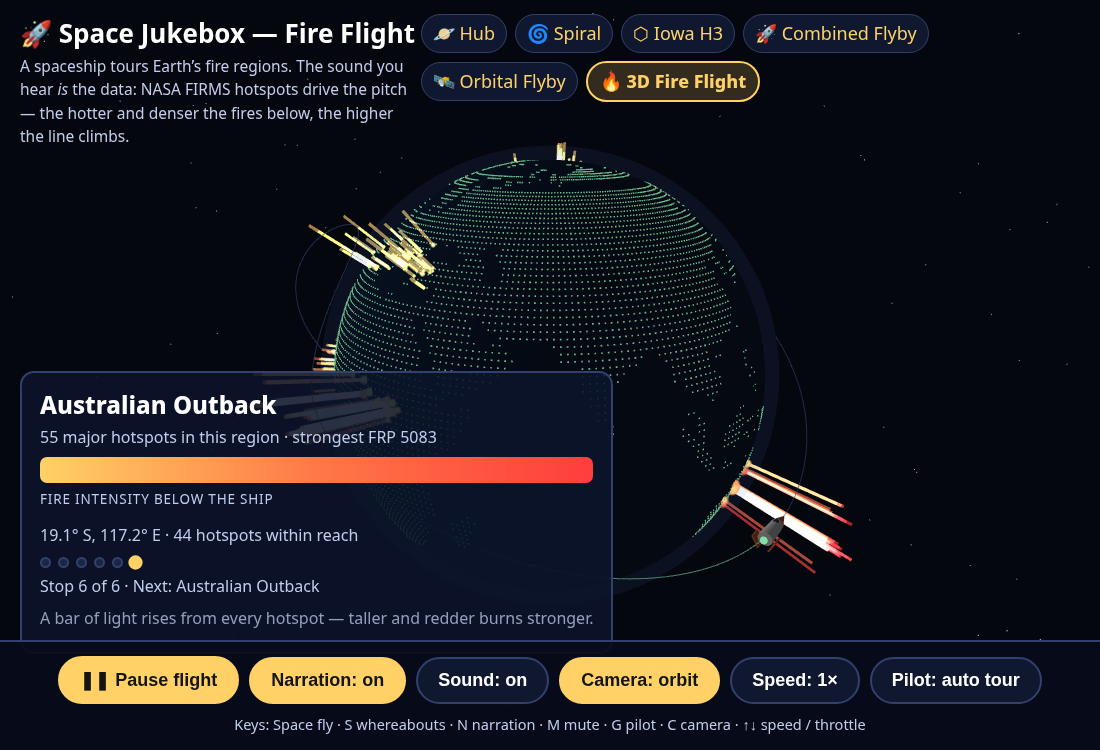 🚀 Space Jukebox — Fire Flight
A spaceship tours Earth's fire regions. The sound you
hear is the data: NASA FIRMS hotspots drive the pitch
— the hotter and denser the fires below, the higher
the line climbs.
🪐 Hub
🌀 Spiral
⬡ Iowa H3
🚀 Combined Flyby
🛰️ Orbital Flyby
🔥 3D Fire Flight
Australian Outback
55 major hotspots in this region · strongest FRP 5083
FIRE INTENSITY BELOW THE SHIP
19.1° S, 117.2° E · 44 hotspots within reach
Stop 6 of 6 · Next: Australian Outback
A bar of light rises from every hotspot — taller and redder burns stronger.
❚❚ Pause flight
Narration: on
Sound: on
Camera: orbit
Speed: 1×
Pilot: auto tour
Keys: Space fly · S whereabouts · N narration · M mute · G pilot · C camera · ↑↓ speed / throttle